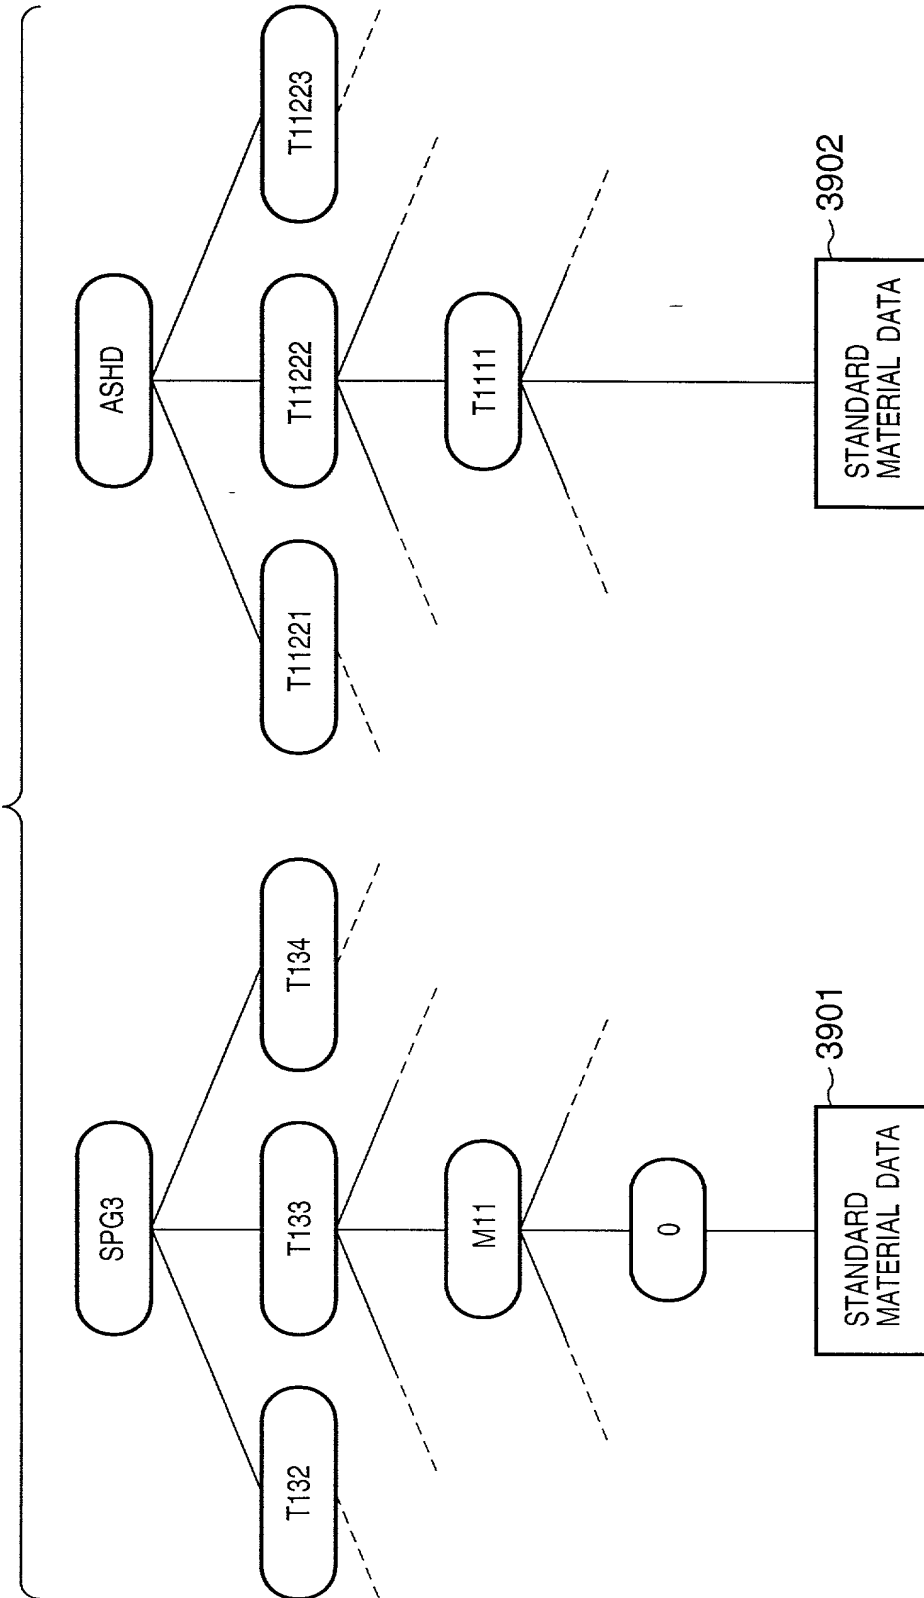 SPG3
T132
T133
T134
M11
0
STANDARD
MATERIAL DATA
3901
ASHD
T11221
T11222
T11223
T1111
STANDARD
MATERIAL DATA
3902